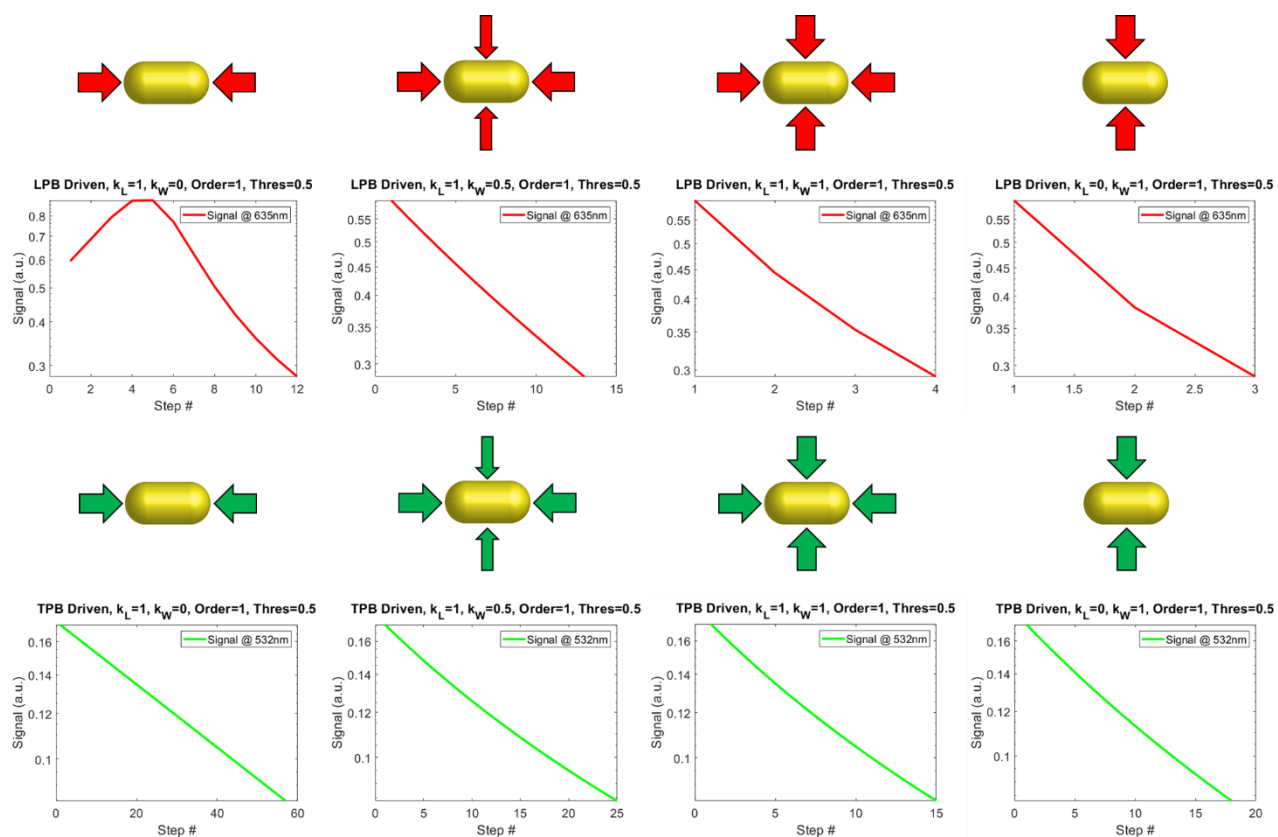 LPB Driven, k_L=1, k_W=0, Order=1, Thres=0.5
Signal @ 635nm
Signal (a.u.)
0.8
0.7
0.6
0.5
0.4
0.3
0 2 4 6 8 10 12
Step #
LPB Driven, k_L=1, k_W=0.5, Order=1, Thres=0.5
Signal @ 635nm
Signal (a.u.)
0.55
0.5
0.45
0.4
0.35
0.3
0 5 10 15
Step #
LPB Driven, k_L=1, k_W=1, Order=1, Thres=0.5
Signal @ 635nm
Signal (a.u.)
0.55
0.5
0.45
0.4
0.35
0.3
1 2 3 4
Step #
LPB Driven, k_L=0, k_W=1, Order=1, Thres=0.5
Signal @ 635nm
Signal (a.u.)
0.55
0.5
0.45
0.4
0.35
0.3
1 1.5 2 2.5 3
Step #
TPB Driven, k_L=1, k_W=0, Order=1, Thres=0.5
Signal @ 532nm
Signal (a.u.)
0.16
0.14
0.12
0.1
0 20 40 60
Step #
TPB Driven, k_L=1, k_W=0.5, Order=1, Thres=0.5
Signal @ 532nm
Signal (a.u.)
0.16
0.14
0.12
0.1
0 5 10 15 20 25
Step #
TPB Driven, k_L=1, k_W=1, Order=1, Thres=0.5
Signal @ 532nm
Signal (a.u.)
0.16
0.14
0.12
0.1
0 5 10 15
Step #
TPB Driven, k_L=0, k_W=1, Order=1, Thres=0.5
Signal @ 532nm
Signal (a.u.)
0.16
0.14
0.12
0.1
0 5 10 15 20
Step #